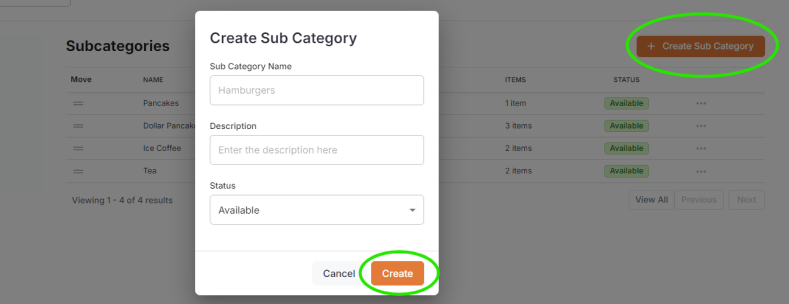 Create Sub Category
Sub Category Name
Hamburgers
Description
Enter the description here
Status
Available
Cancel
Create
Subcategories
+ Create Sub Category
Move NAME ITEMS STATUS
Pancakes 1 item Available ...
Dollar Pancak 3 items Available ...
Ice Coffee 2 items Available ...
Tea 2 items Available ...
Viewing 1 - 4 of 4 results View All Previous Next